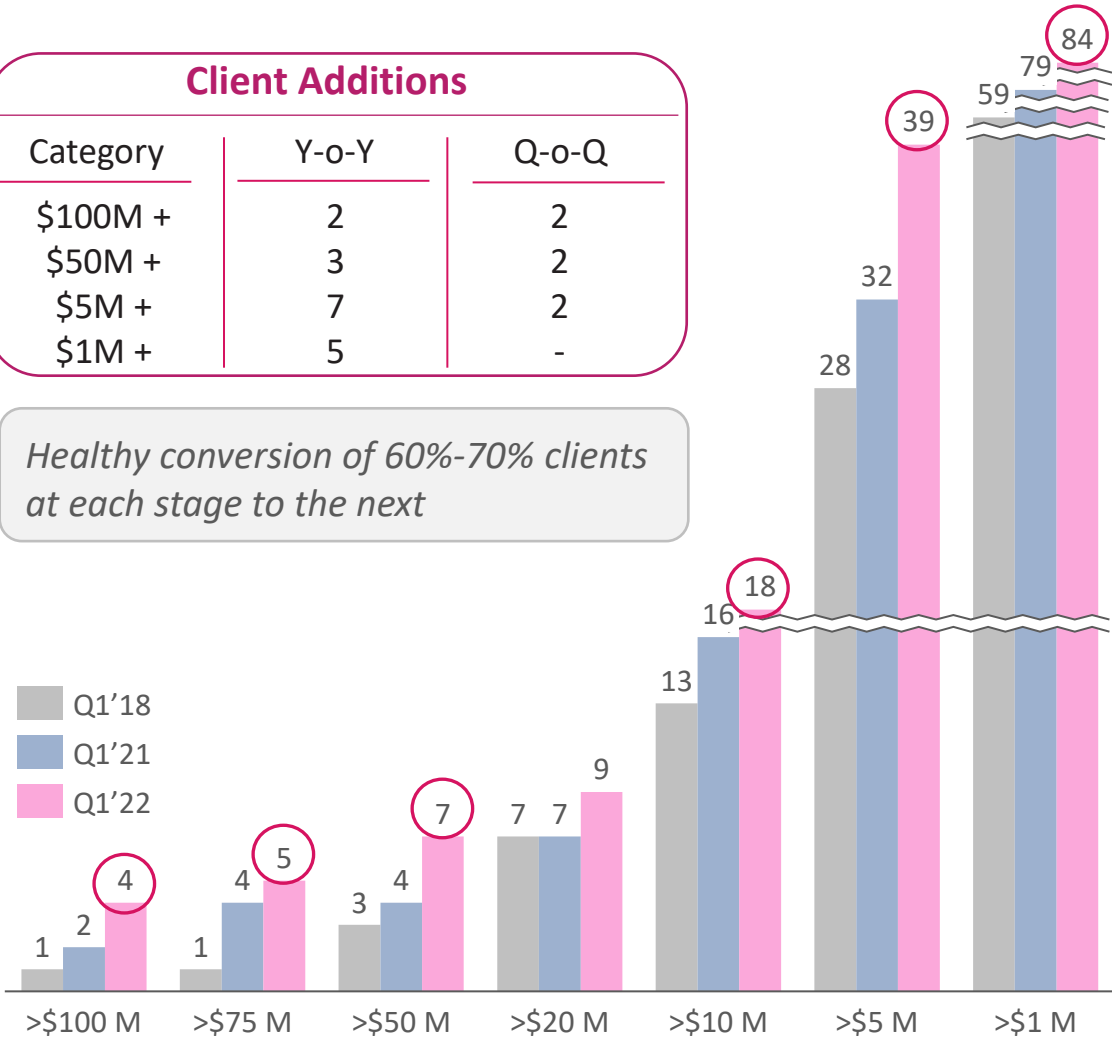 Client Additions
Category Y-o-Y Q-o-Q
$100M + 2 2
$50M + 3 2
$5M + 7 2
$1M + 5 -
Healthy conversion of 60%-70% clients
at each stage to the next
Q1’18
Q1’21
Q1’22
1 2 4
1 4 5
3 4 7
7 7 9
13 16 18
28 32 39
59 79 84
>$100 M >$75 M >$50 M >$20 M >$10 M >$5 M >$1 M